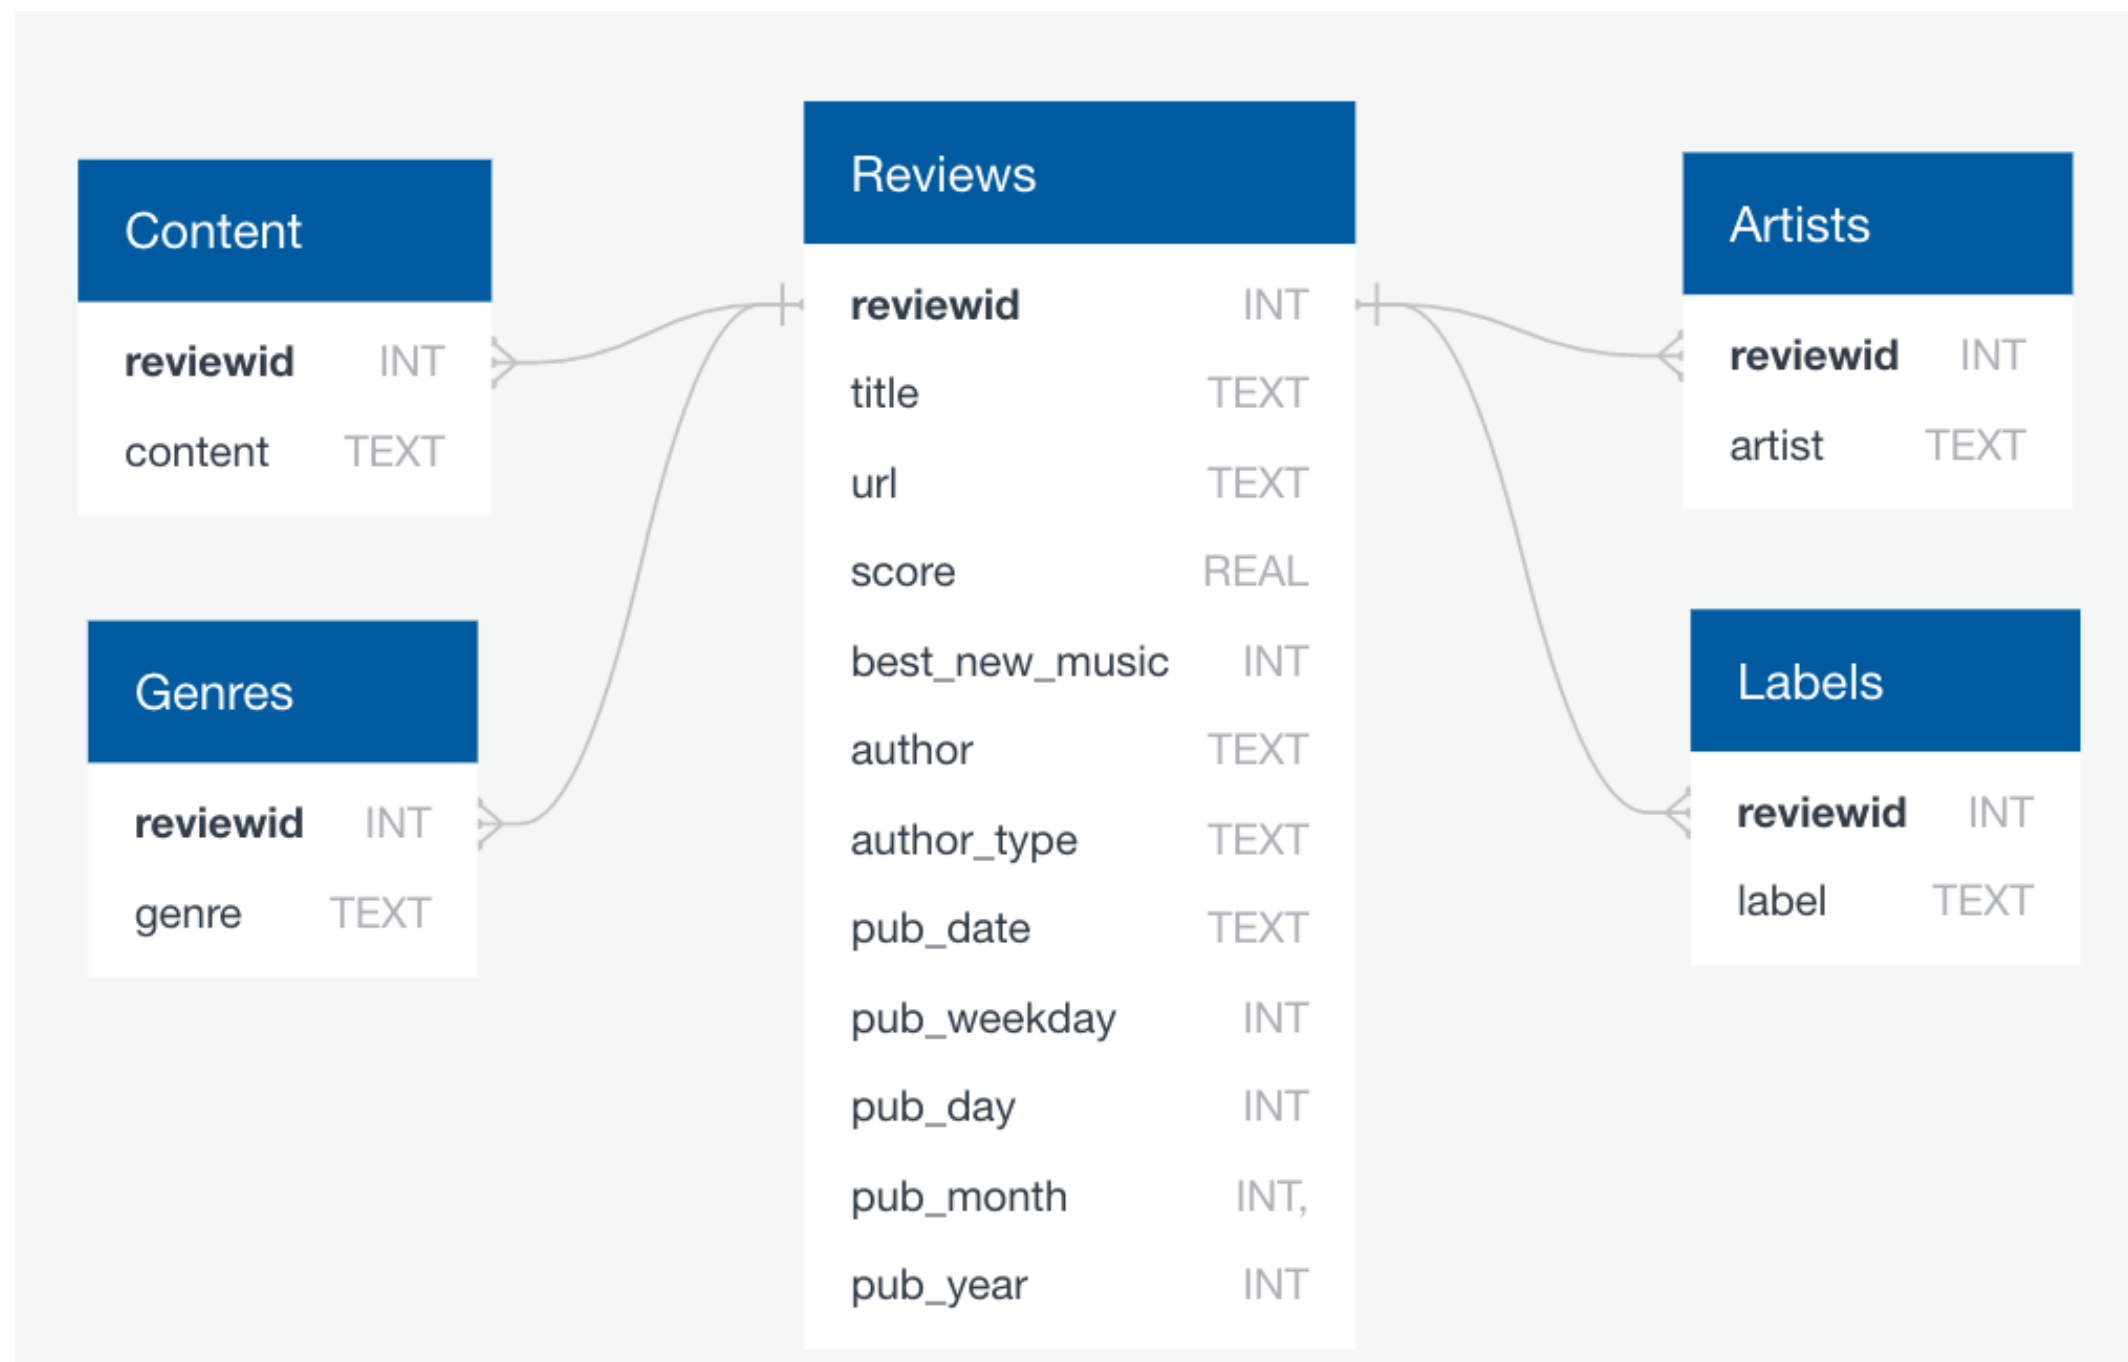 Content
reviewid INT
content TEXT
Genres
reviewid INT
genre TEXT
Reviews
reviewid INT
title TEXT
url TEXT
score REAL
best_new_music INT
author TEXT
author_type TEXT
pub_date TEXT
pub_weekday INT
pub_day INT
pub_month INT,
pub_year INT
Artists
reviewid INT
artist TEXT
Labels
reviewid INT
label TEXT